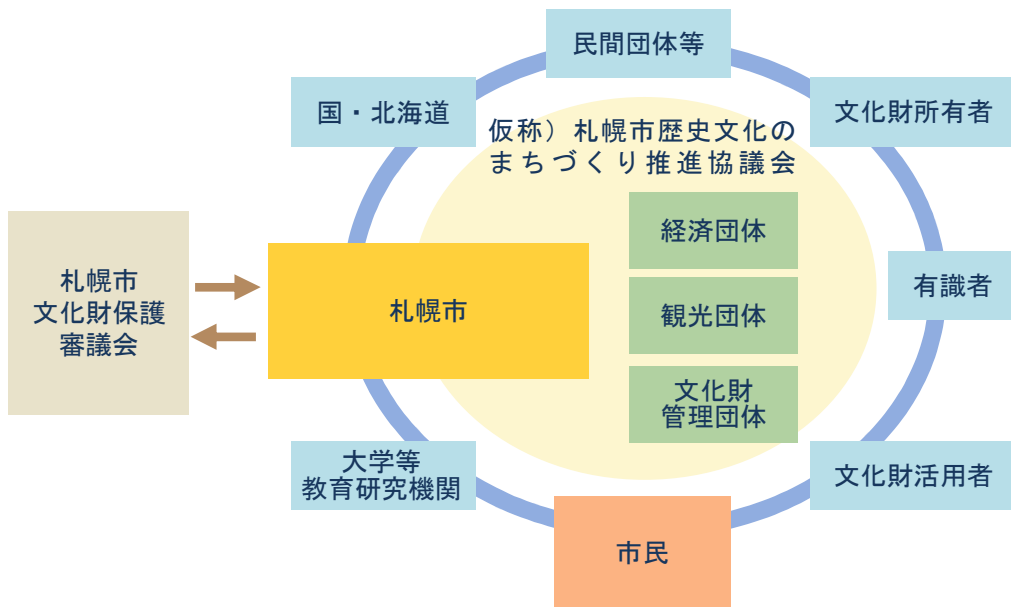 民間団体等
国・北海道
文化財所有者
仮称）札幌市歴史文化の
まちづくり推進協議会
経済団体
札幌市
文化財保護
審議会
札幌市
観光団体
有識者
文化財
管理団体
大学等
教育研究機関
文化財活用者
市民